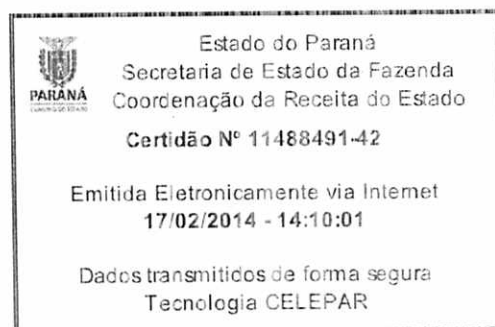 Estado do Paraná
Secretaria de Estado da Fazenda
PARANÁ
Coordenação da Receita do Estado
Certidão Nº 11488491-42
Emitida Eletronicamente via Internet
17/02/2014 - 14:10:01
Dados transmitidos de forma segura
Tecnologia CELEPAR